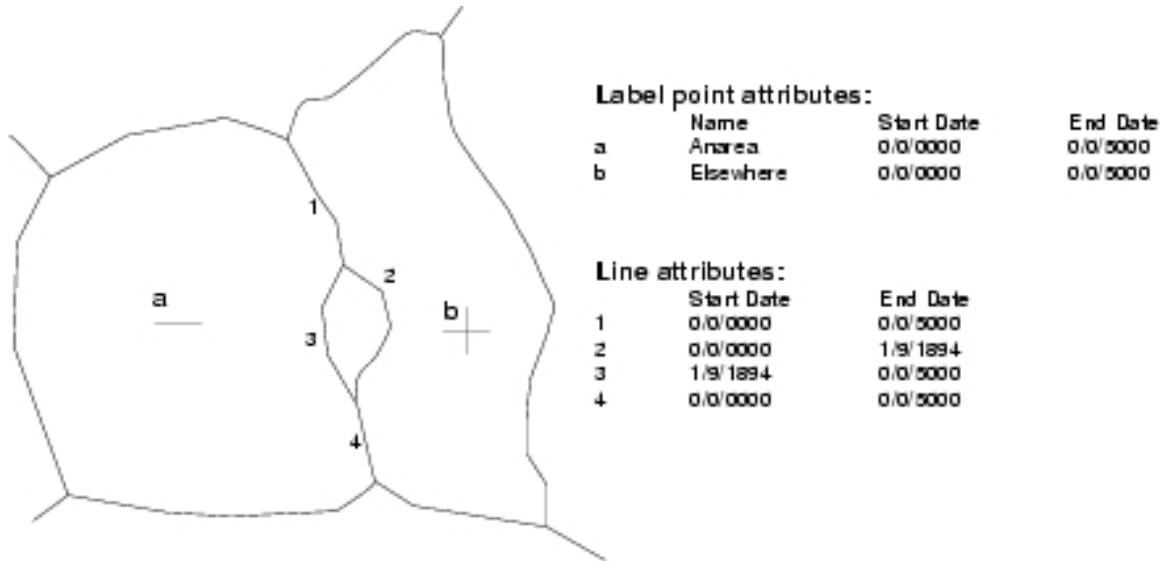 Label point attributes:
Name Start Date End Date
a Anarea 0/0/0000 0/0/5000
b Elsewhere 0/0/0000 0/0/5000
Line attributes:
Start Date End Date
1 0/0/0000 0/0/5000
2 0/0/0000 1/9/1894
3 1/9/1894 0/0/5000
4 0/0/0000 0/0/5000
1
2
a
b
3
4